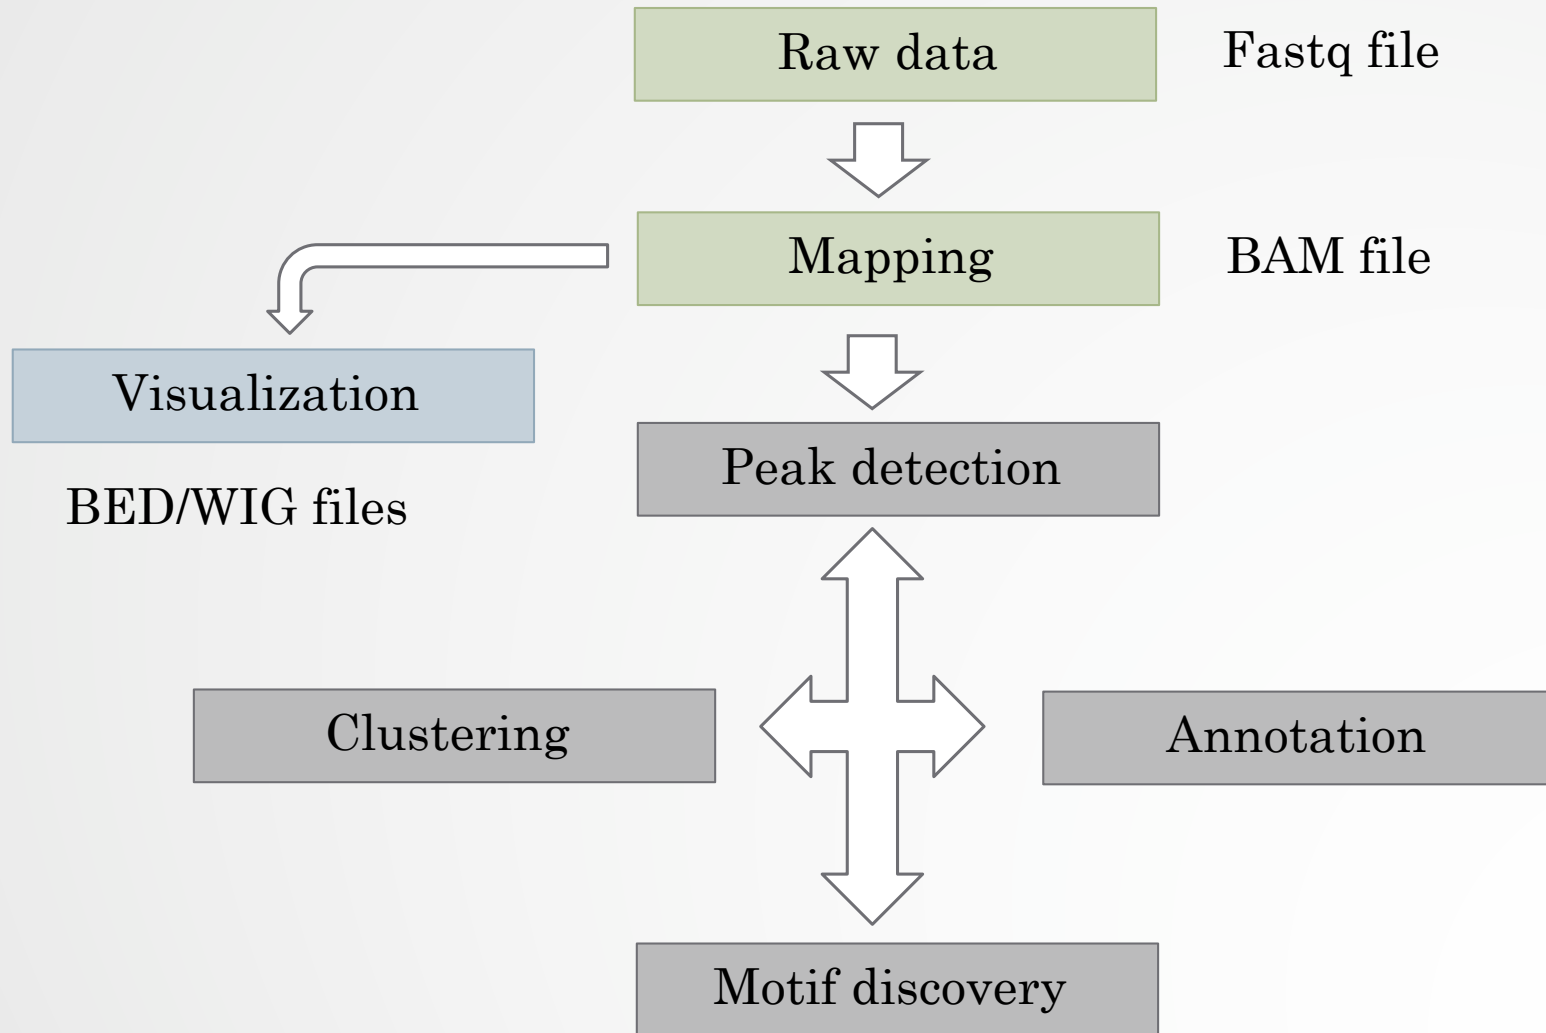 Raw data
Fastq file
Mapping
BAM file
Visualization
BED/WIG files
Peak detection
Clustering
Annotation
Motif discovery